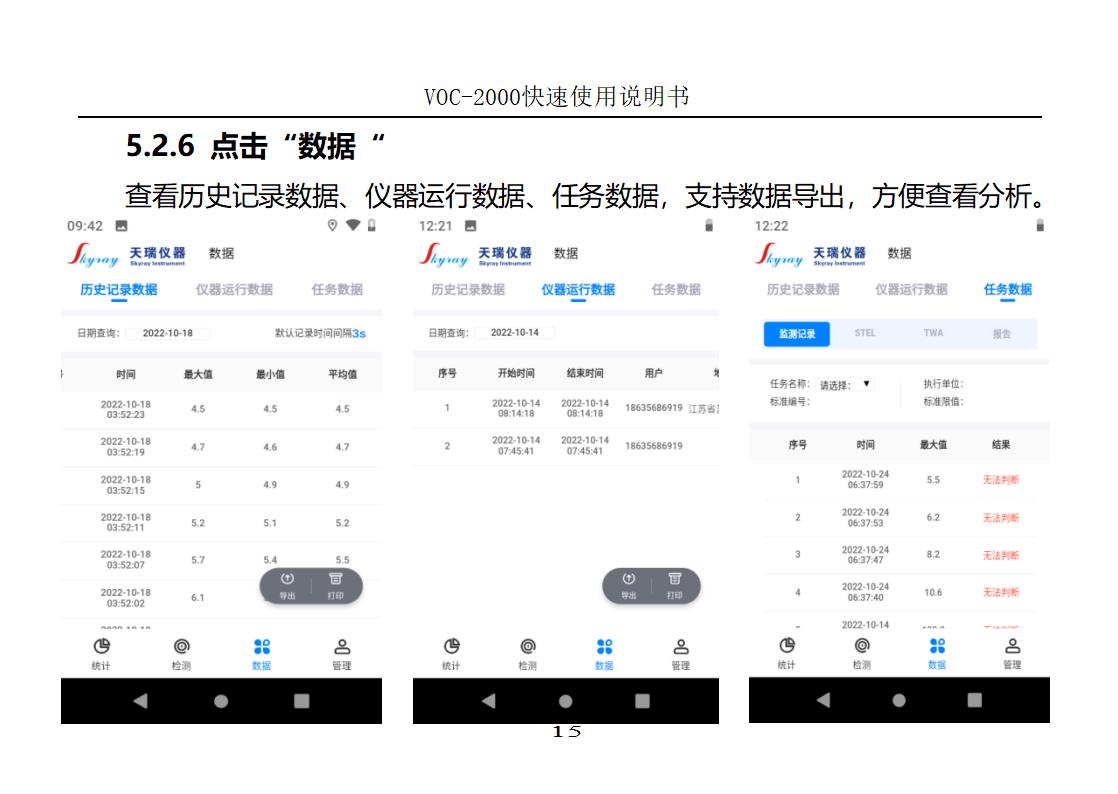 VOC-2000快速使用说明书
5.2.6 点击“数据 “
查看历史记录数据、仪器运行数据、任务数据，支持数据导出，方便查看分析。
09:42
Skyray 天瑞仪器 数据
Skyray Instrument
历史记录数据 仪器运行数据 任务数据
日期查询: 2022-10-18 默认记录时间间隔3s
时间 最大值 最小值 平均值
2022-10-18
03:52:23 4.5 4.5 4.5
2022-10-18
03:52:19 4.7 4.6 4.7
2022-10-18
03:52:15 5 4.9 4.9
2022-10-18
03:52:11 5.2 5.1 5.2
2022-10-18
03:52:07 5.7 5.4 5.5
2022-10-18
03:52:02 6.1
导出 打印
统计 检测 数据 管理
12:21
Skyray 天瑞仪器 数据
Skyray Instrument
历史记录数据 仪器运行数据 任务数据
日期查询: 2022-10-14
序号 开始时间 结束时间 用户
1 2022-10-14 2022-10-14 18635686919 江苏省
08:14:18 08:14:18
2 2022-10-14 2022-10-14 18635686919
07:45:41 07:45:41
导出 打印
统计 检测 数据 管理
12:22
Skyray 天瑞仪器 数据
Skyray Instrument
历史记录数据 仪器运行数据 任务数据
监测记录 STEL TWA 报告
任务名称: 请选择: ▼ 执行单位:
标准编号: 标准限值:
序号 时间 最大值 结果
1 2022-10-24 5.5 无法判断
06:37:59
2 2022-10-24 6.2 无法判断
06:37:53
3 2022-10-24 8.2 无法判断
06:37:47
4 2022-10-24 10.6 无法判断
06:37:40
2022-10-14
统计 检测 数据 管理
15